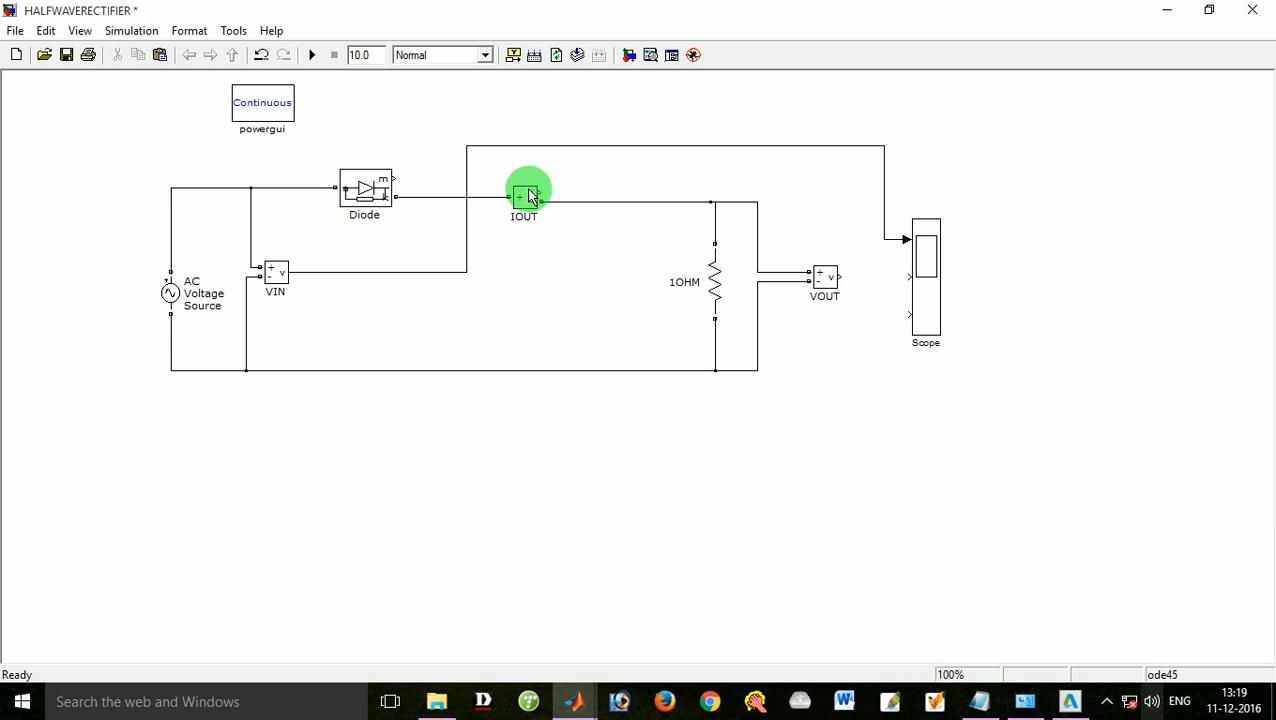 HALFWAVERECTIFIER *
File Edit View Simulation Format Tools Help
10.0 Normal
Continuous
powergui
m
k
Diode
+
IOUT
+ AC
Voltage
Source
+
- v
VIN
1OHM
+
- v
VOUT
Scope
Ready 100% ode45
Search the web and Windows
ENG
13:19
11-12-2016